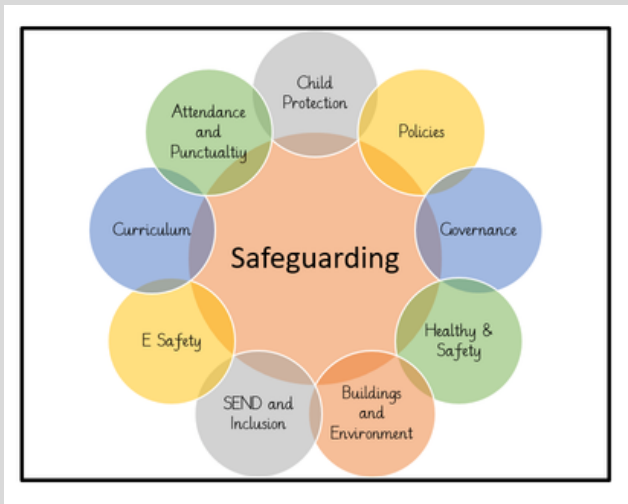 Child
Protection
Policies
Governance
Healthy &
Safety
Buildings
and
Environment
SEND and
Inclusion
E Safety
Curriculum
Attendance
and
Punctualtiy
Safeguarding